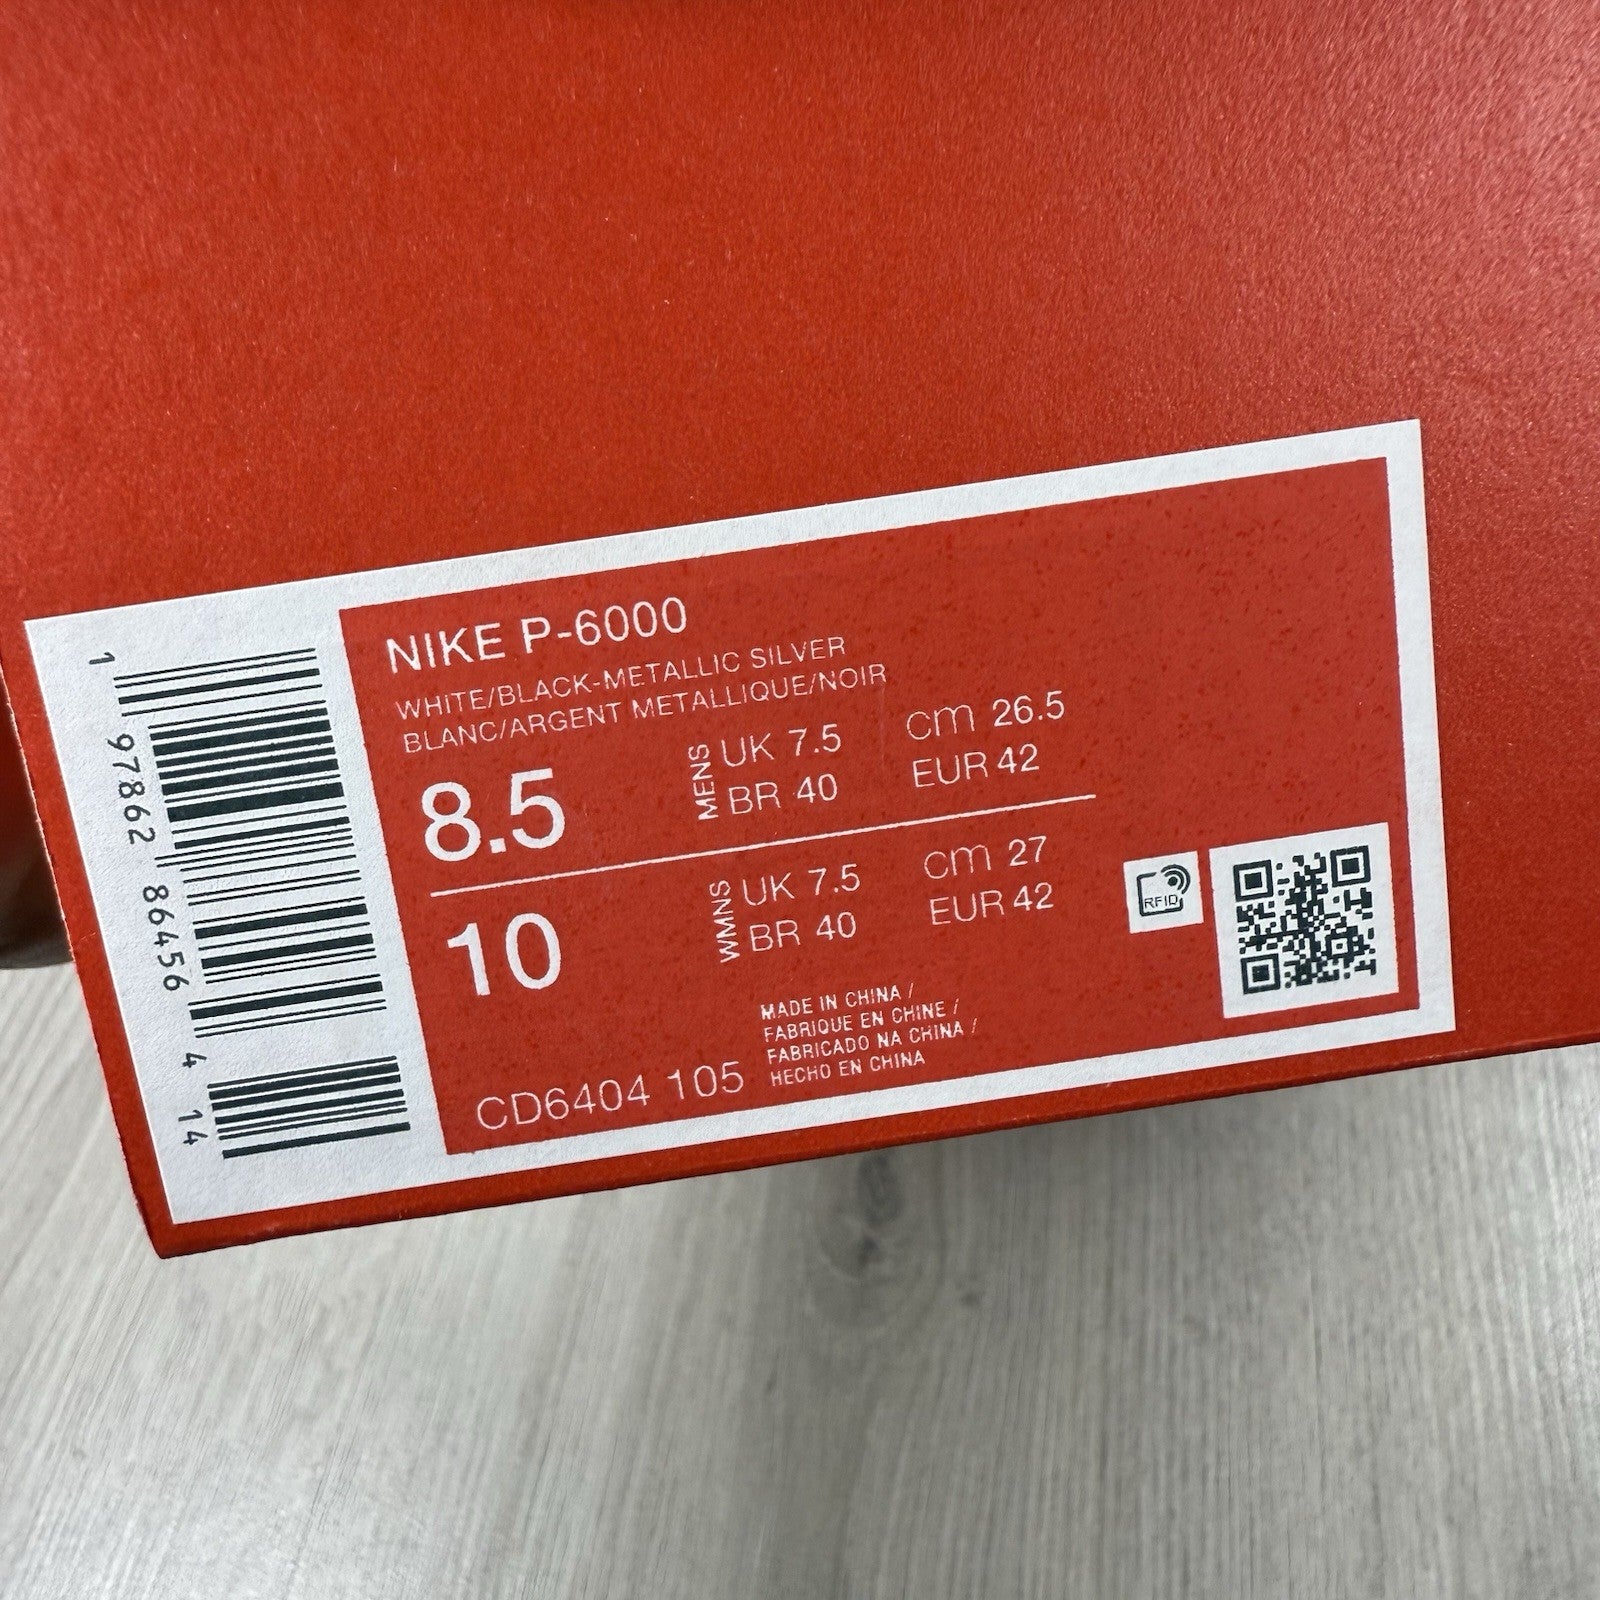 NIKE P-6000
WHITE/BLACK-METALLIC SILVER
BLANC/ARGENT METALLIQUE/NOIR
8.5
MENS
UK 7.5
BR 40
cm 26.5
EUR 42
10
WMNS
UK 7.5
BR 40
cm 27
EUR 42
MADE IN CHINA /
FABRIQUE EN CHINE /
FABRICADO NA CHINA /
HECHO EN CHINA
CD6404 105
RFID
1 97862 86456 4 14